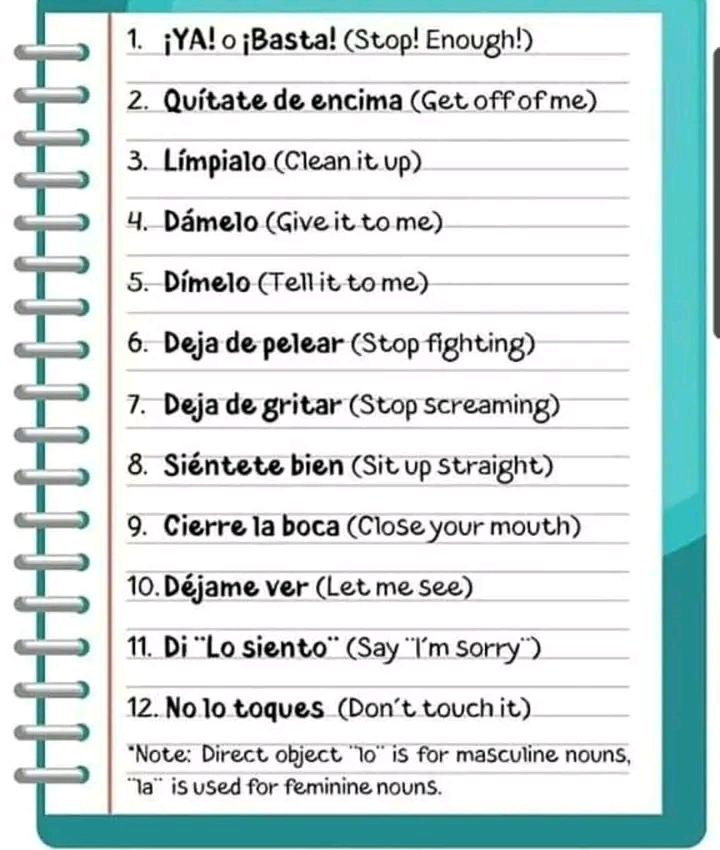 1. ¡YA! o ¡Basta! (Stop! Enough!)
2. Quítate de encima (Get off of me)
3. Límpialo (Clean it up)
4. Dámelo (Give it to me)
5. Dímelo (Tell it to me)
6. Deja de pelear (Stop fighting)
7. Deja de gritar (Stop screaming)
8. Siéntete bien (Sit up straight)
9. Cierre la boca (Close your mouth)
10. Déjame ver (Let me see)
11. Di ¨Lo siento¨ (Say ¨I´m sorry¨)
12. No lo toques (Don´t touch it)
*Note: Direct object ¨lo¨ is for masculine nouns,
¨la¨ is used for feminine nouns.